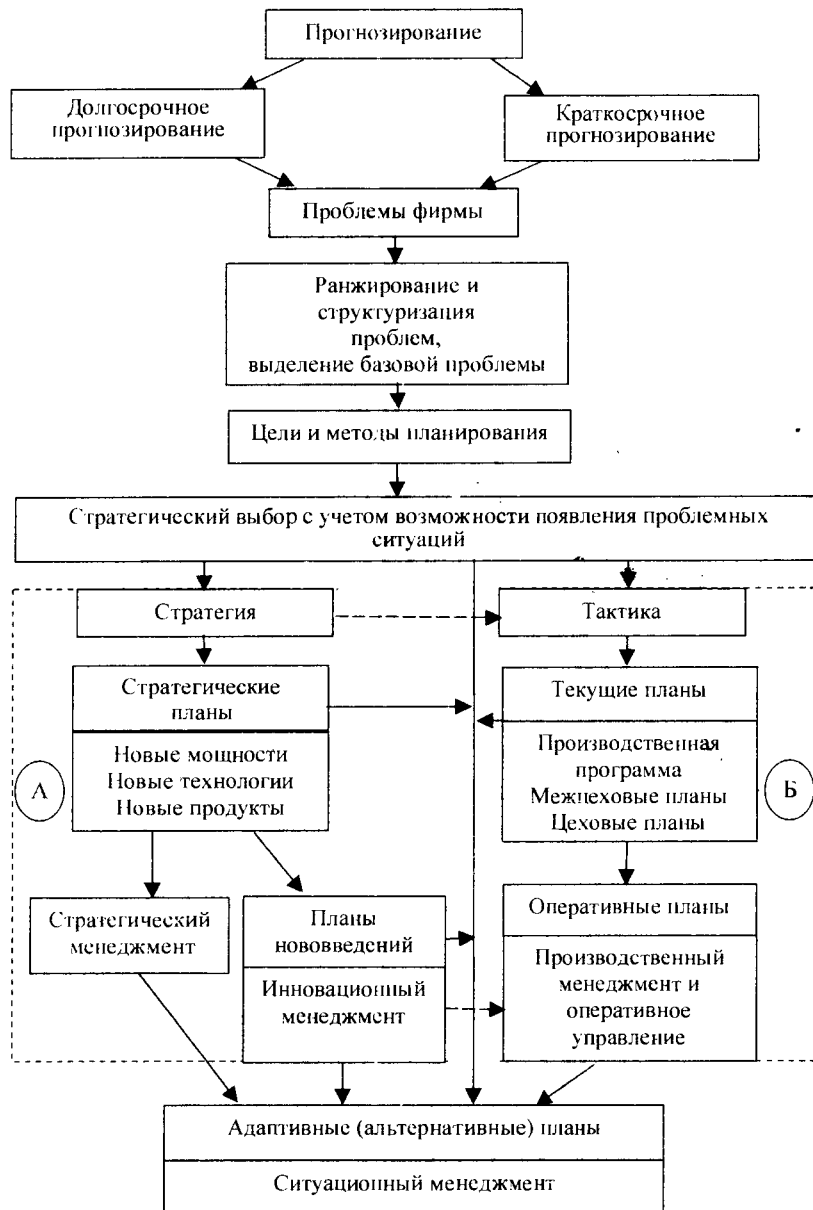 Прогнозирование
Долгосрочное
прогнозирование
Краткосрочное
прогнозирование
Проблемы фирмы
Ранжирование и
структуризация
проблем,
выделение базовой проблемы
Цели и методы планирования
Стратегический выбор с учетом возможности появления проблемных
ситуаций
Стратегия
Тактика
Стратегические
планы
Новые мощности
Новые технологии
Новые продукты
А
Текущие планы
Производственная
программа
Межцеховые планы
Цеховые планы
Б
Стратегический
менеджмент
Планы
нововведений
Инновационный
менеджмент
Оперативные планы
Производственный
менеджмент и
оперативное
управление
Адаптивные (альтернативные) планы
Ситуационный менеджмент